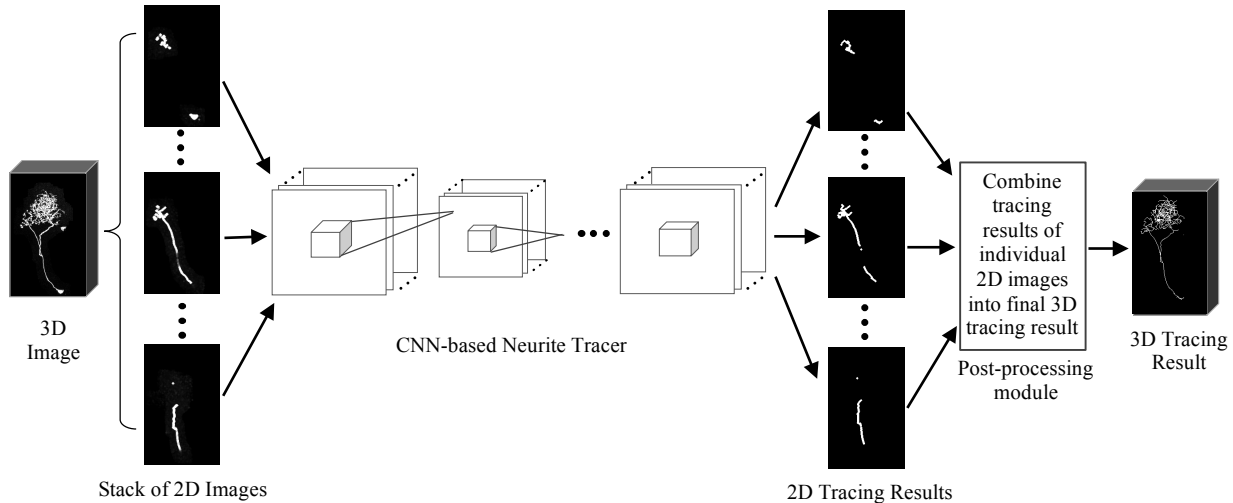 3D
Image
Stack of 2D Images
CNN-based Neurite Tracer
2D Tracing Results
Combine
tracing
results of
individual
2D images
into final 3D
tracing result
Post-processing
module
3D Tracing
Result